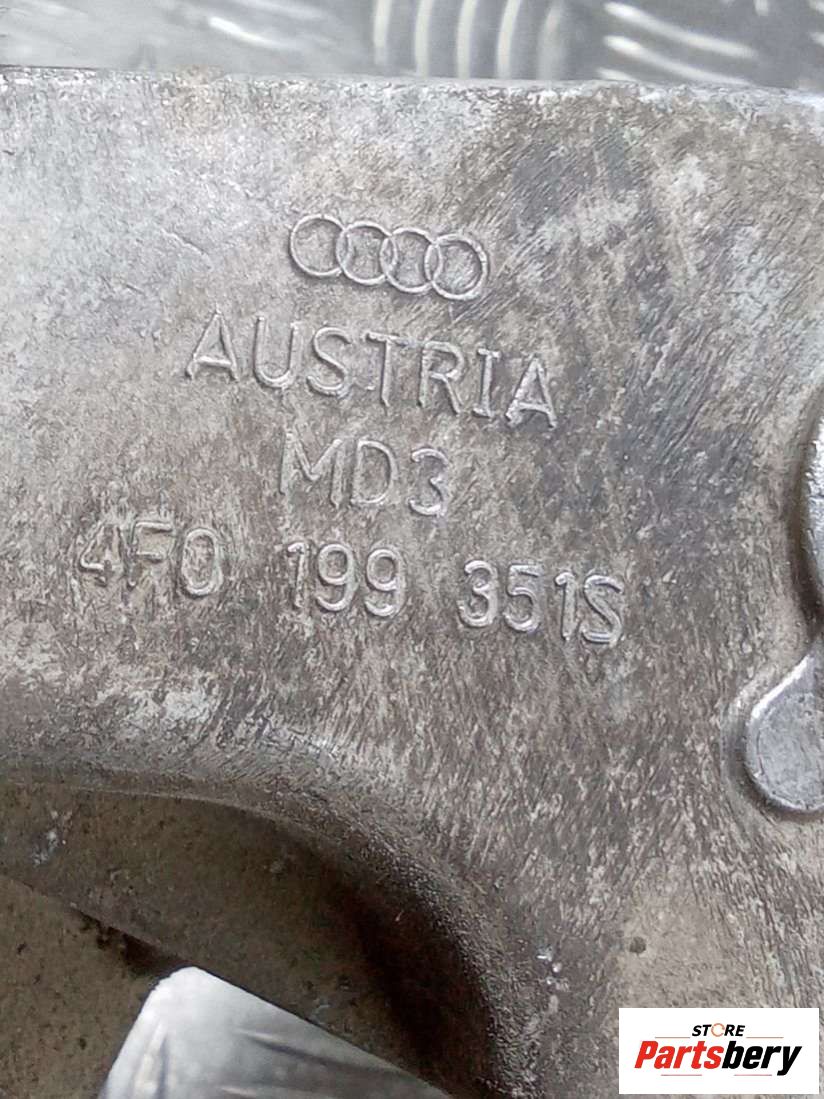 AUSTRIA
MD3
4F0 199 351S
STORE
Partsbery